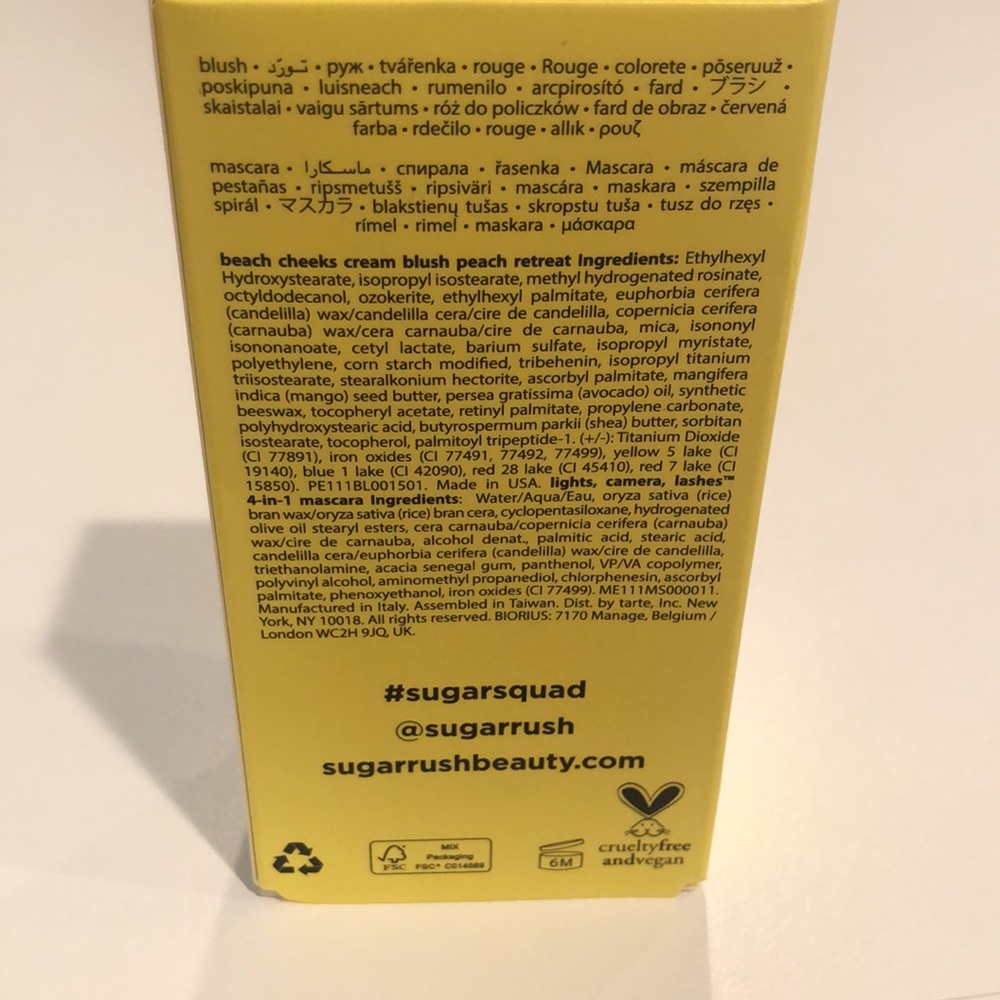 blush • تـورّد • руж • tvářenka • rouge • Rouge • colorete • põseruuž •
poskipuna • luisneach • rumenilo • arcpirosító • fard • ブラシ •
skaistalai • vaigu sārtums • róż do policzków • fard de obraz • červená
farba • rdečilo • rouge • allık • ρουζ
mascara • ماسـكارا • спирала • řasenka • Mascara • máscara de
pestañas • ripsmetušš • ripsiväri • mascára • maskara • szempilla
spirál • マスカラ • blakstienų tušas • skropstu tuša • tusz do rzęs •
rímel • rimel • maskara • μάσκαρα
beach cheeks cream blush peach retreat Ingredients: Ethylhexyl
Hydroxystearate, isopropyl isostearate, methyl hydrogenated rosinate,
octyldodecanol, ozokerite, ethylhexyl palmitate, euphorbia cerifera
(candelilla) wax/candelilla cera/cire de candelilla, copernicia cerifera
(carnauba) wax/cera carnauba/cire de carnauba, mica, isononyl
isononanoate, cetyl lactate, barium sulfate, isopropyl myristate,
polyethylene, corn starch modified, tribehenin, isopropyl titanium
triisostearate, stearalkonium hectorite, ascorbyl palmitate, mangifera
indica (mango) seed butter, persea gratissima (avocado) oil, synthetic
beeswax, tocopheryl acetate, retinyl palmitate, propylene carbonate,
polyhydroxystearic acid, butyrospermum parkii (shea) butter, sorbitan
isostearate, tocopherol, palmitoyl tripeptide-1. (+/-): Titanium Dioxide
(CI 77891), iron oxides (CI 77491, 77492, 77499), yellow 5 lake (CI
19140), blue 1 lake (CI 42090), red 28 lake (CI 45410), red 7 lake (CI
15850). PE111BL001501. Made in USA. lights, camera, lashes™
4-in-1 mascara Ingredients: Water/Aqua/Eau, oryza sativa (rice)
bran wax/oryza sativa (rice) bran cera, cyclopentasiloxane, hydrogenated
olive oil stearyl esters, cera carnauba/copernicia cerifera (carnauba)
wax/cire de carnauba, alcohol denat., palmitic acid, stearic acid,
candelilla cera/euphorbia cerifera (candelilla) wax/cire de candelilla,
triethanolamine, acacia senegal gum, panthenol, VP/VA copolymer,
polyvinyl alcohol, aminomethyl propanediol, chlorphenesin, ascorbyl
palmitate, phenoxyethanol, iron oxides (CI 77499). ME111MS000011.
Manufactured in Italy. Assembled in Taiwan. Dist. by tarte, Inc. New
York, NY 10018. All rights reserved. BIORIUS: 7170 Manage, Belgium /
London WC2H 9JQ, UK.
#sugarsquad
@sugarrush
sugarrushbeauty.com
FSC
MIX
Packaging
FSC® C014689
6M
crueltyfree
andvegan